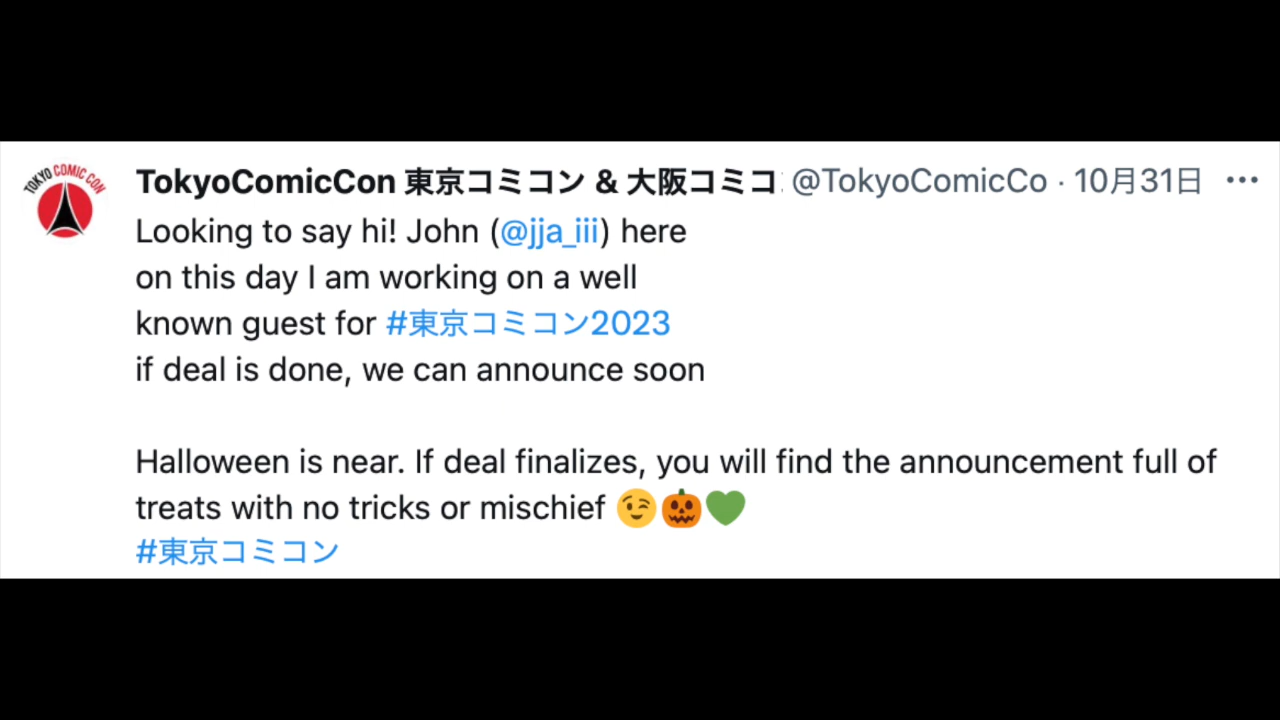 TOKYO COMIC CON
TokyoComicCon 東京コミコン & 大阪コミコ @TokyoComicCo · 10月31日 ···
Looking to say hi! John (@jja_iii) here
on this day I am working on a well
known guest for #東京コミコン2023
if deal is done, we can announce soon
Halloween is near. If deal finalizes, you will find the announcement full of
treats with no tricks or mischief 😉🎃💚
#東京コミコン